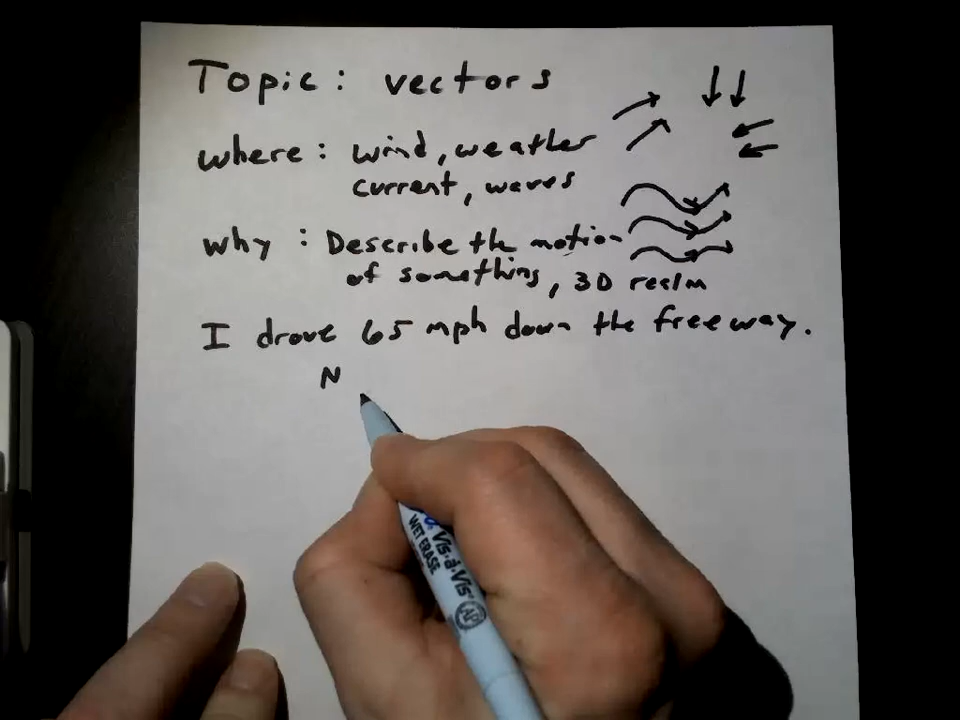 Topic: vectors
where: wind, weather
current, waves
why: Describe the motion
of something, 3D realm
I drove 65 mph down the freeway.
N
Vis-à-Vis
WET ERASE
AP